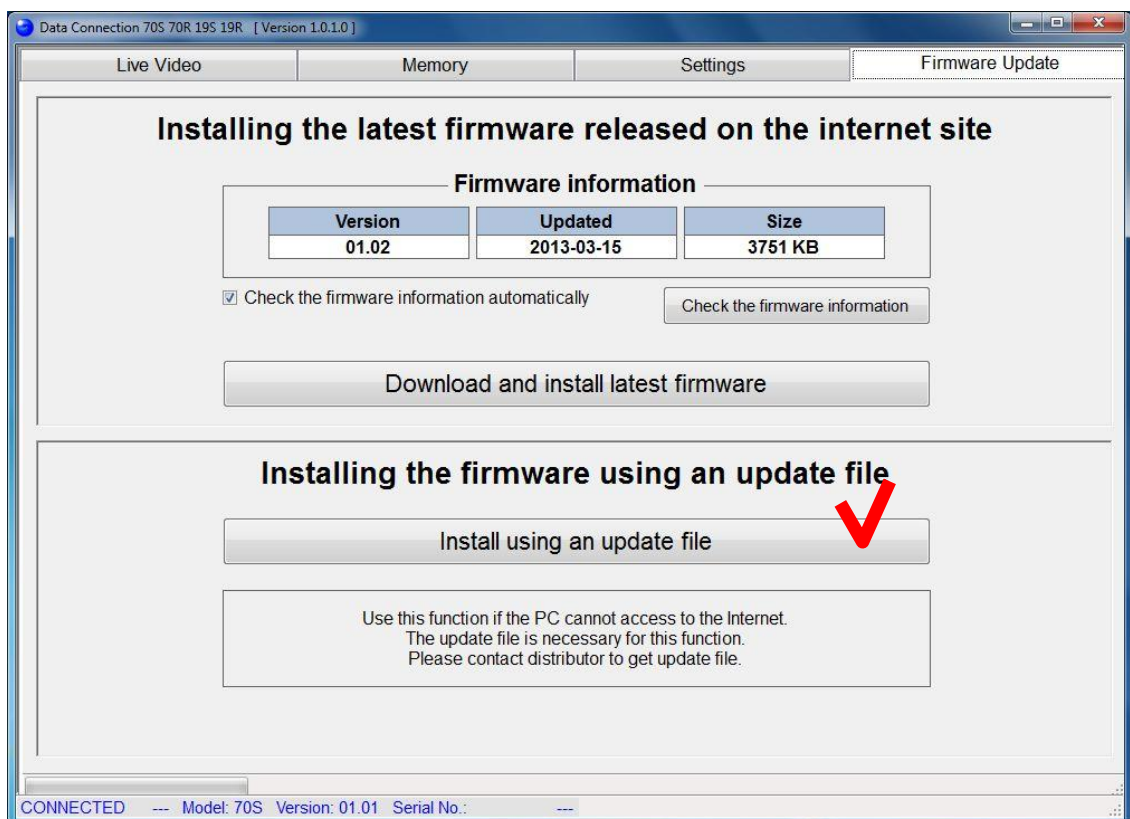 Data Connection 70S 70R 19S 19R [ Version 1.0.1.0 ]
Live Video Memory Settings Firmware Update
Installing the latest firmware released on the internet site
Firmware information
Version Updated Size
01.02 2013-03-15 3751 KB
Check the firmware information automatically Check the firmware information
Download and install latest firmware
Installing the firmware using an update file
Install using an update file
Use this function if the PC cannot access to the Internet.
The update file is necessary for this function.
Please contact distributor to get update file.
CONNECTED --- Model: 70S Version: 01.01 Serial No.: ---